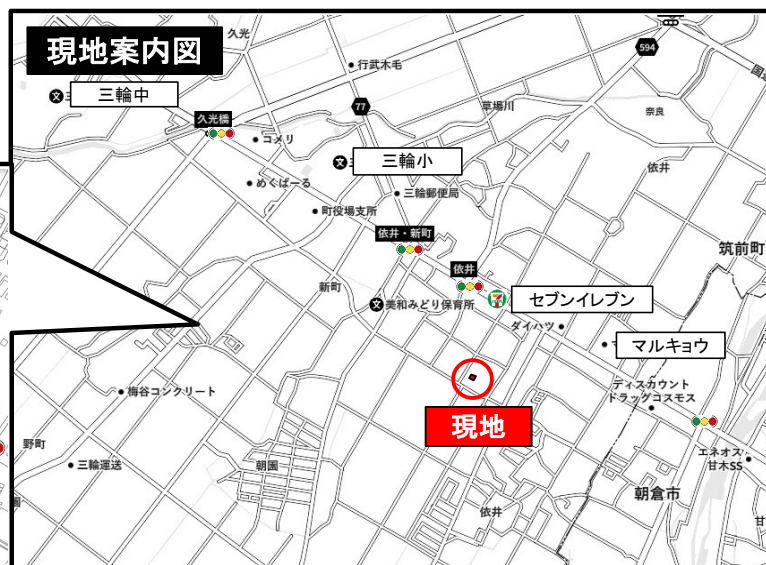 現地案内図
久光
594
国道
行武木毛
三輪中
77
草場川
奈良
久光橋
コメリ
三輪小
依井
めくばーる
三輪郵便局
町役場支所
依井・新町
筑前町
依井
新町
美和みどり保育所
7
セブンイレブン
ダイハツ
マルキョウ
梅谷コンクリート
ディスカウント
ドラッグコスモス
現地
野町
エネオス
甘木SS
三輪運送
朝園
朝倉市
依井
甘